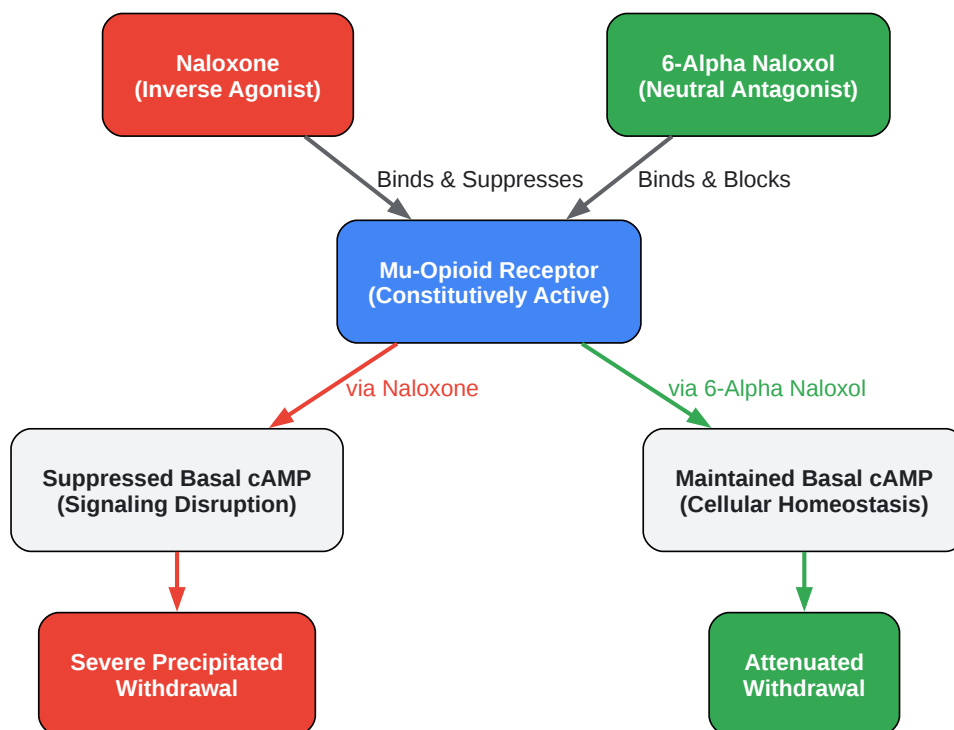 Naloxone
(Inverse Agonist)
6-Alpha Naloxol
(Neutral Antagonist)
Binds & Suppresses
Binds & Blocks
Mu-Opioid Receptor
(Constitutively Active)
via Naloxone
via 6-Alpha Naloxol
Suppressed Basal cAMP
(Signaling Disruption)
Maintained Basal cAMP
(Cellular Homeostasis)
Severe Precipitated
Withdrawal
Attenuated
Withdrawal